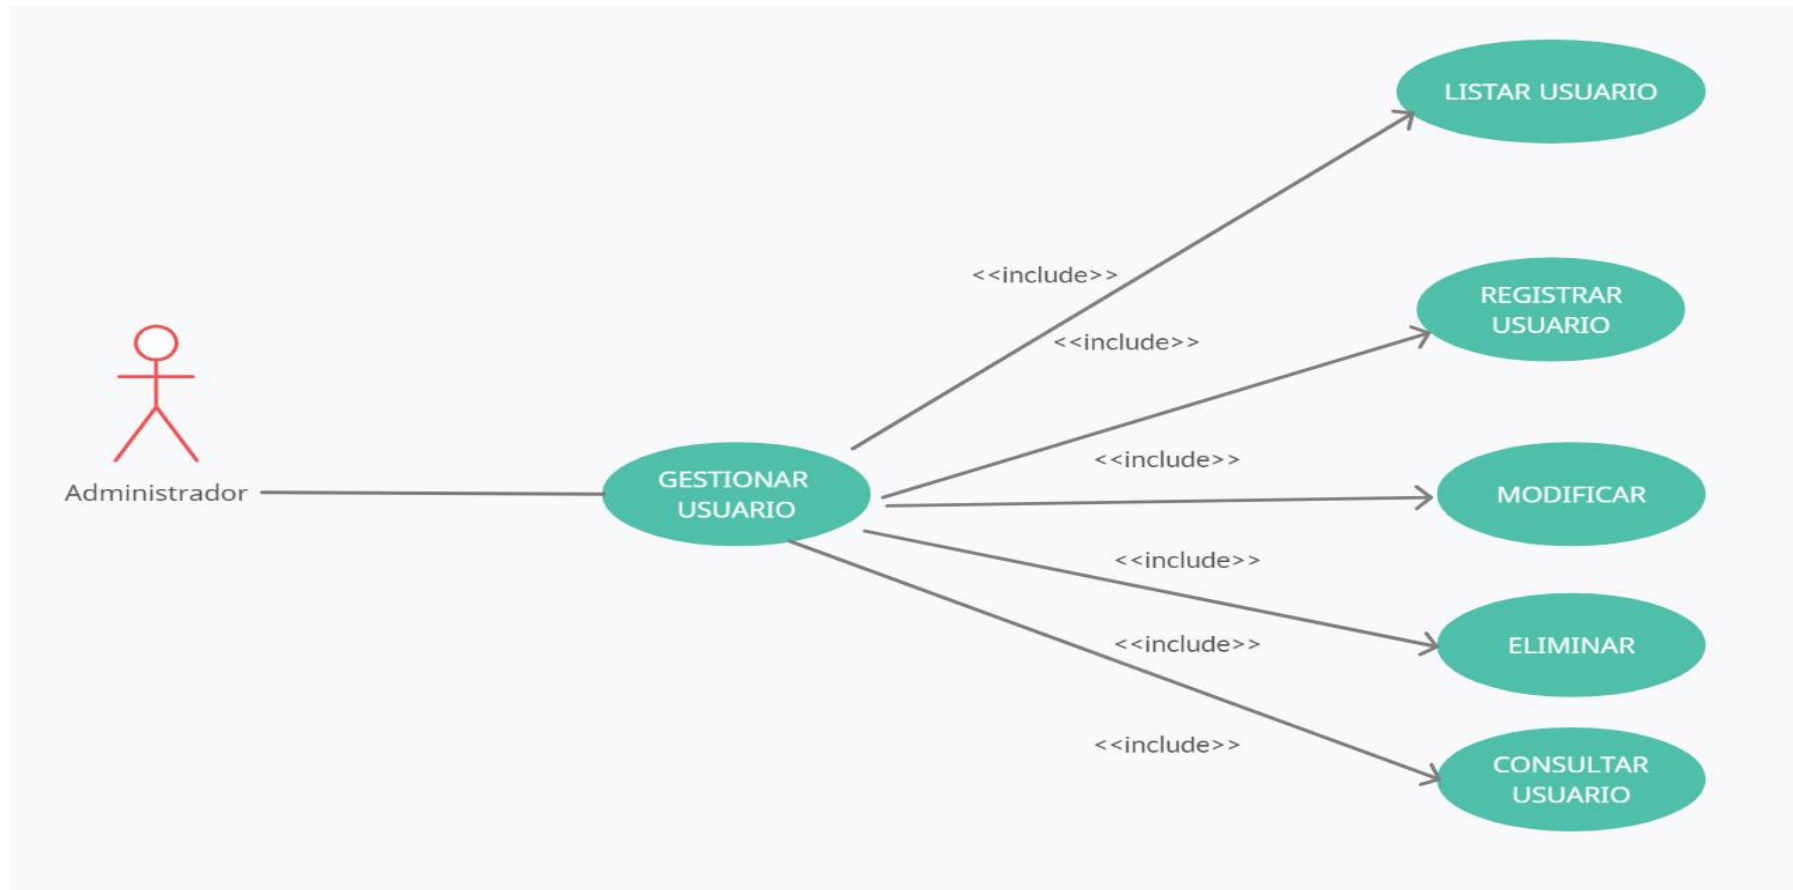 LISTAR USUARIO
<<include>>
REGISTRAR
USUARIO
<<include>>
<<include>>
GESTIONAR
USUARIO
Administrador
MODIFICAR
<<include>>
<<include>>
ELIMINAR
<<include>>
CONSULTAR
USUARIO